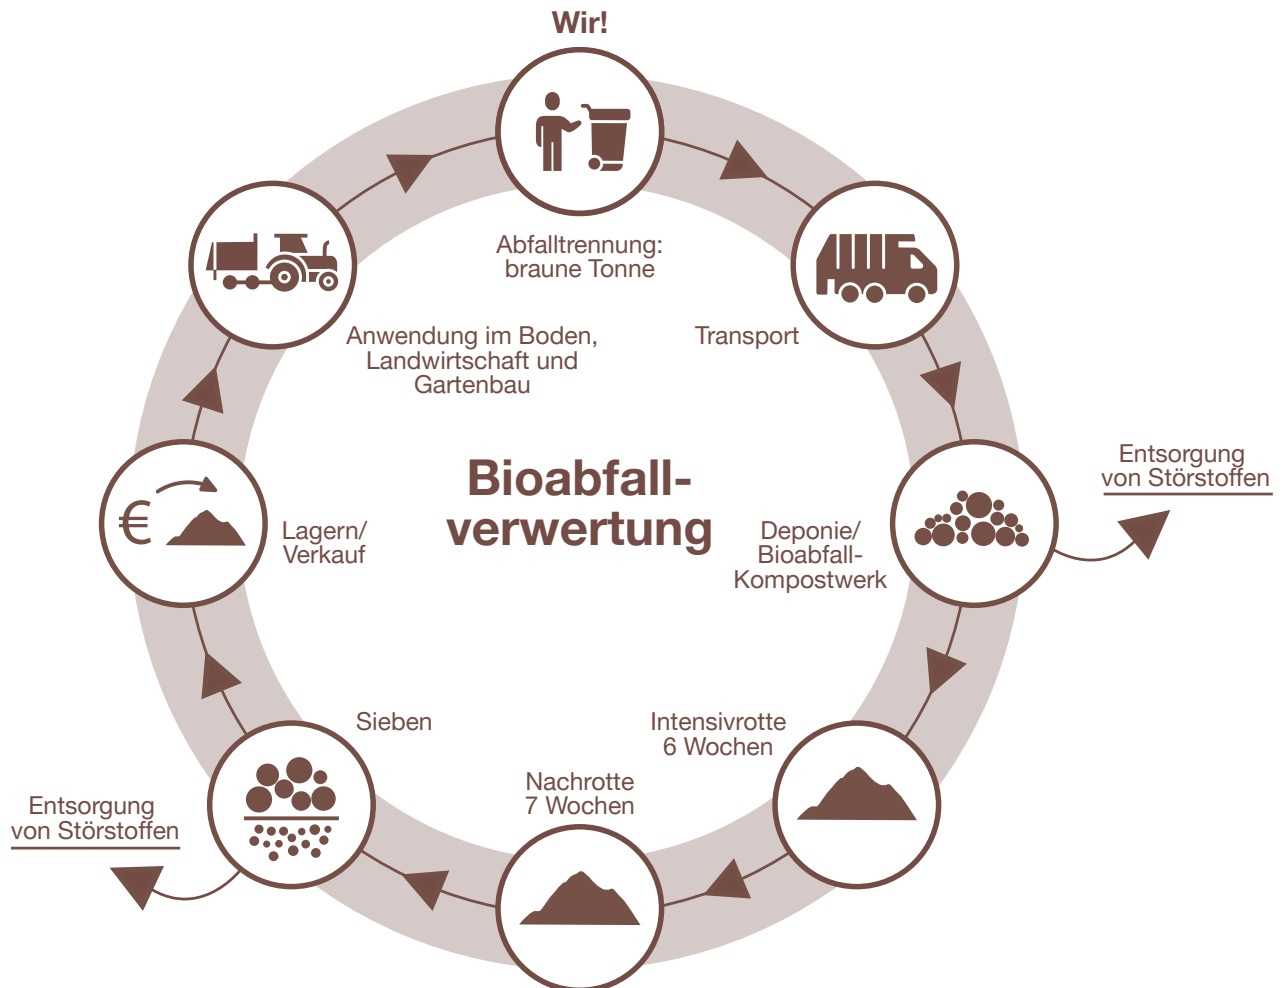 Wir!
Abfalltrennung:
braune Tonne
Transport
Anwendung im Boden,
Landwirtschaft und
Gartenbau
Bioabfall-
verwertung
Entsorgung
von Störstoffen
Deponie/
Bioabfall-
Kompostwerk
€
Lagern/
Verkauf
Intensivrotte
6 Wochen
Nachrotte
7 Wochen
Sieben
Entsorgung
von Störstoffen